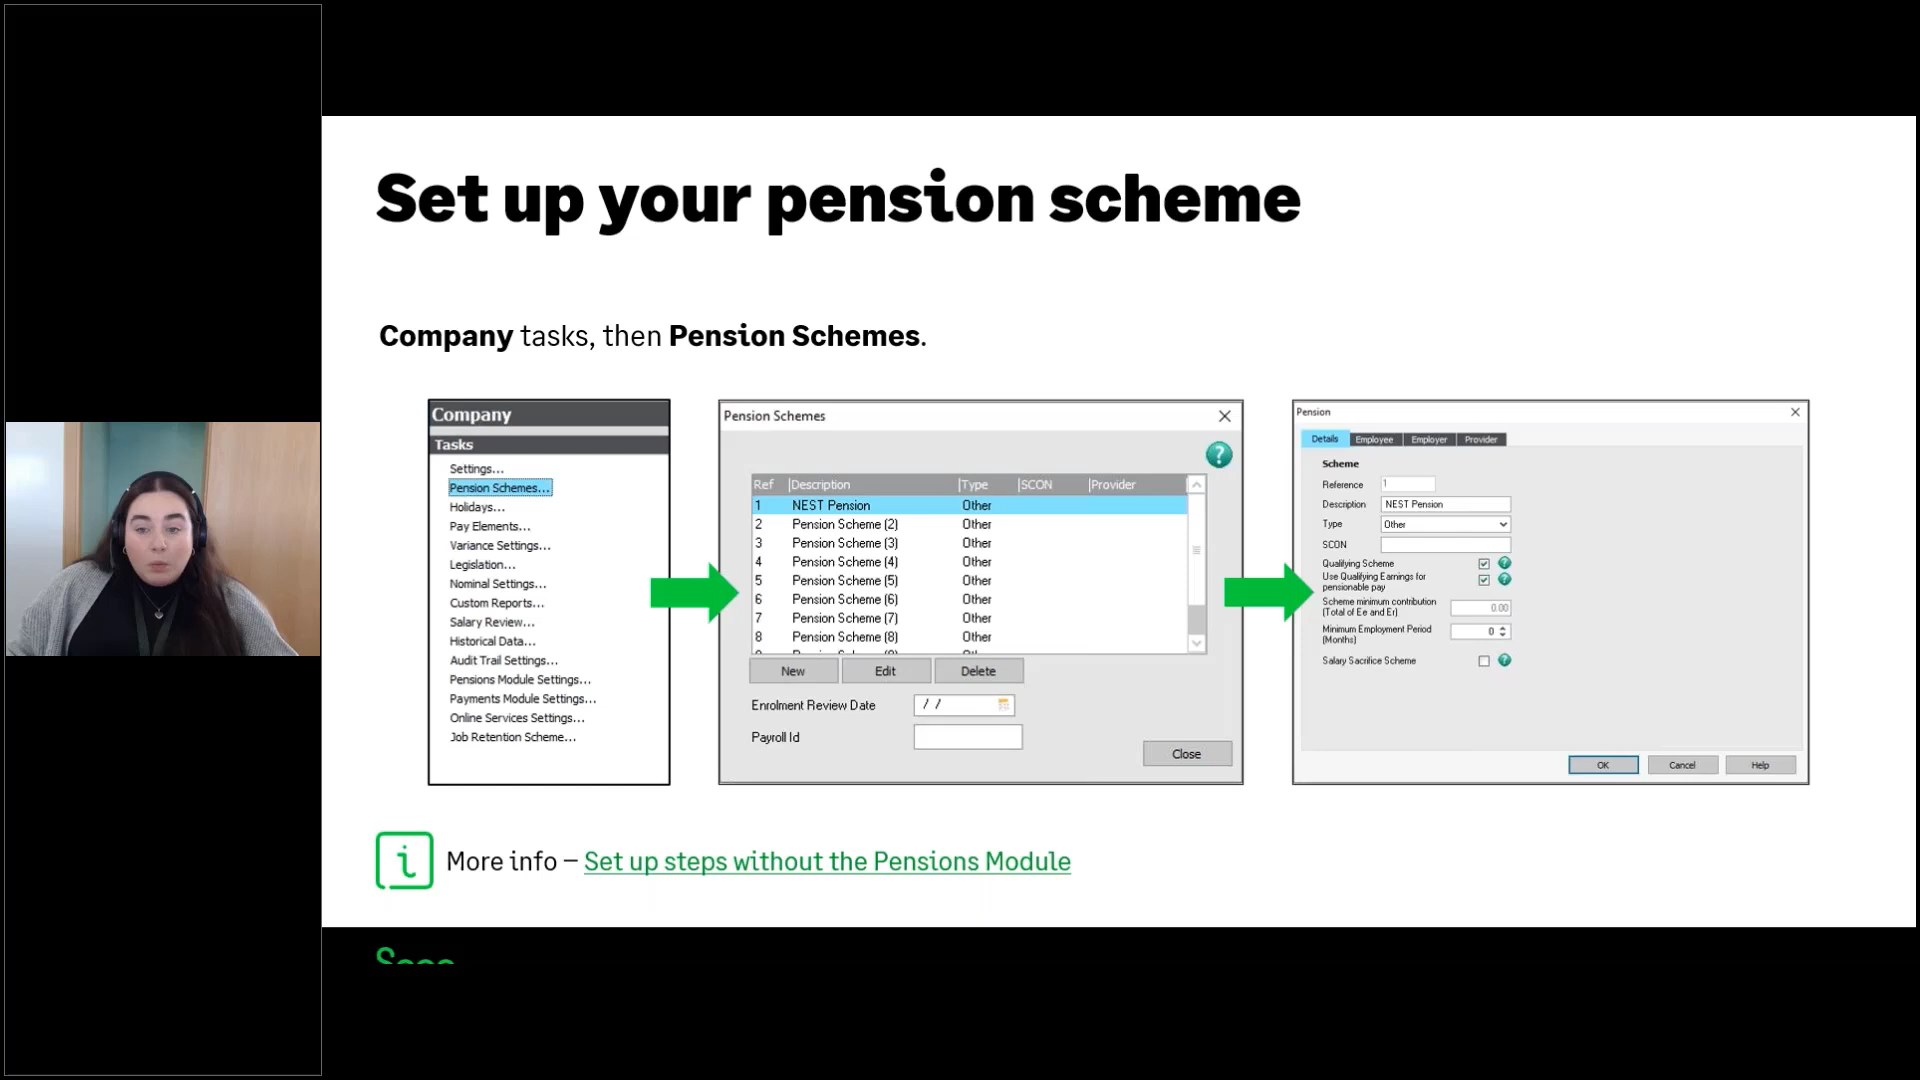 Set up your pension scheme
Company tasks, then Pension Schemes.
Company
Tasks
Settings...
Pension Schemes...
Holidays...
Pay Elements...
Variance Settings...
Legislation...
Nominal Settings...
Custom Reports...
Salary Review...
Historical Data...
Audit Trail Settings...
Pensions Module Settings...
Payments Module Settings...
Online Services Settings...
Job Retention Scheme...
Pension Schemes
?
Ref Description Type SCON Provider
1 NEST Pension Other
2 Pension Scheme (2) Other
3 Pension Scheme (3) Other
4 Pension Scheme (4) Other
5 Pension Scheme (5) Other
6 Pension Scheme (6) Other
7 Pension Scheme (7) Other
8 Pension Scheme (8) Other
New Edit Delete
Enrolment Review Date / /
Payroll Id
Close
Pension
Details Employee Employer Provider
Scheme
Reference 1
Description NEST Pension
Type Other
SCON
Qualifying Scheme ?
Use Qualifying Earnings for
pensionable pay ?
Scheme minimum contribution
(Total of Ee and Er) 0.00
Minimum Employment Period
(Months) 0
Salary Sacrifice Scheme ?
OK Cancel Help
i More info – Set up steps without the Pensions Module